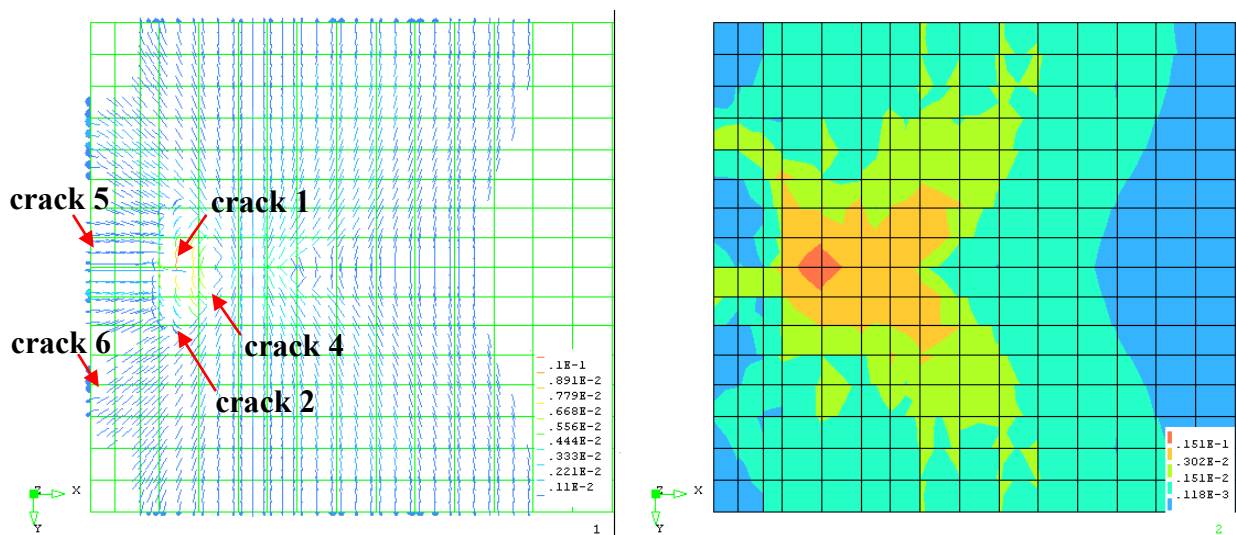 crack 5
crack 1
crack 6
crack 4
crack 2
.1E-1
.891E-2
.779E-2
.668E-2
.556E-2
.444E-2
.333E-2
.221E-2
.11E-2
Z X
Y
1
.151E-1
.302E-2
.151E-2
.118E-3
Z X
Y
2